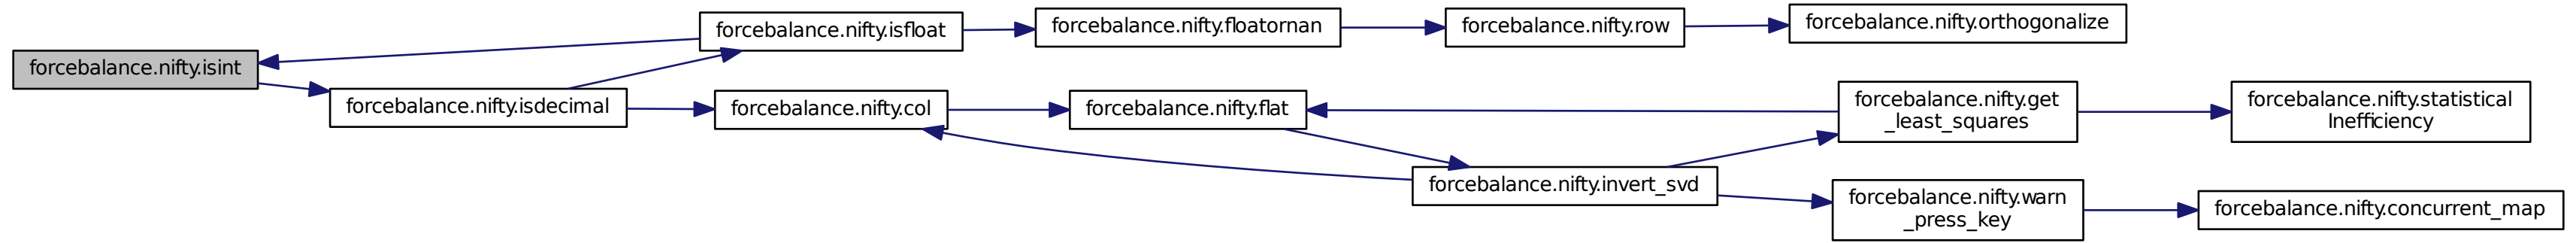 forcebalance.nifty.isint
forcebalance.nifty.isdecimal
forcebalance.nifty.isfloat
forcebalance.nifty.floatornan
forcebalance.nifty.row
forcebalance.nifty.orthogonalize
forcebalance.nifty.col
forcebalance.nifty.flat
forcebalance.nifty.invert_svd
forcebalance.nifty.get
_least_squares
forcebalance.nifty.statistical
Inefficiency
forcebalance.nifty.warn
_press_key
forcebalance.nifty.concurrent_map